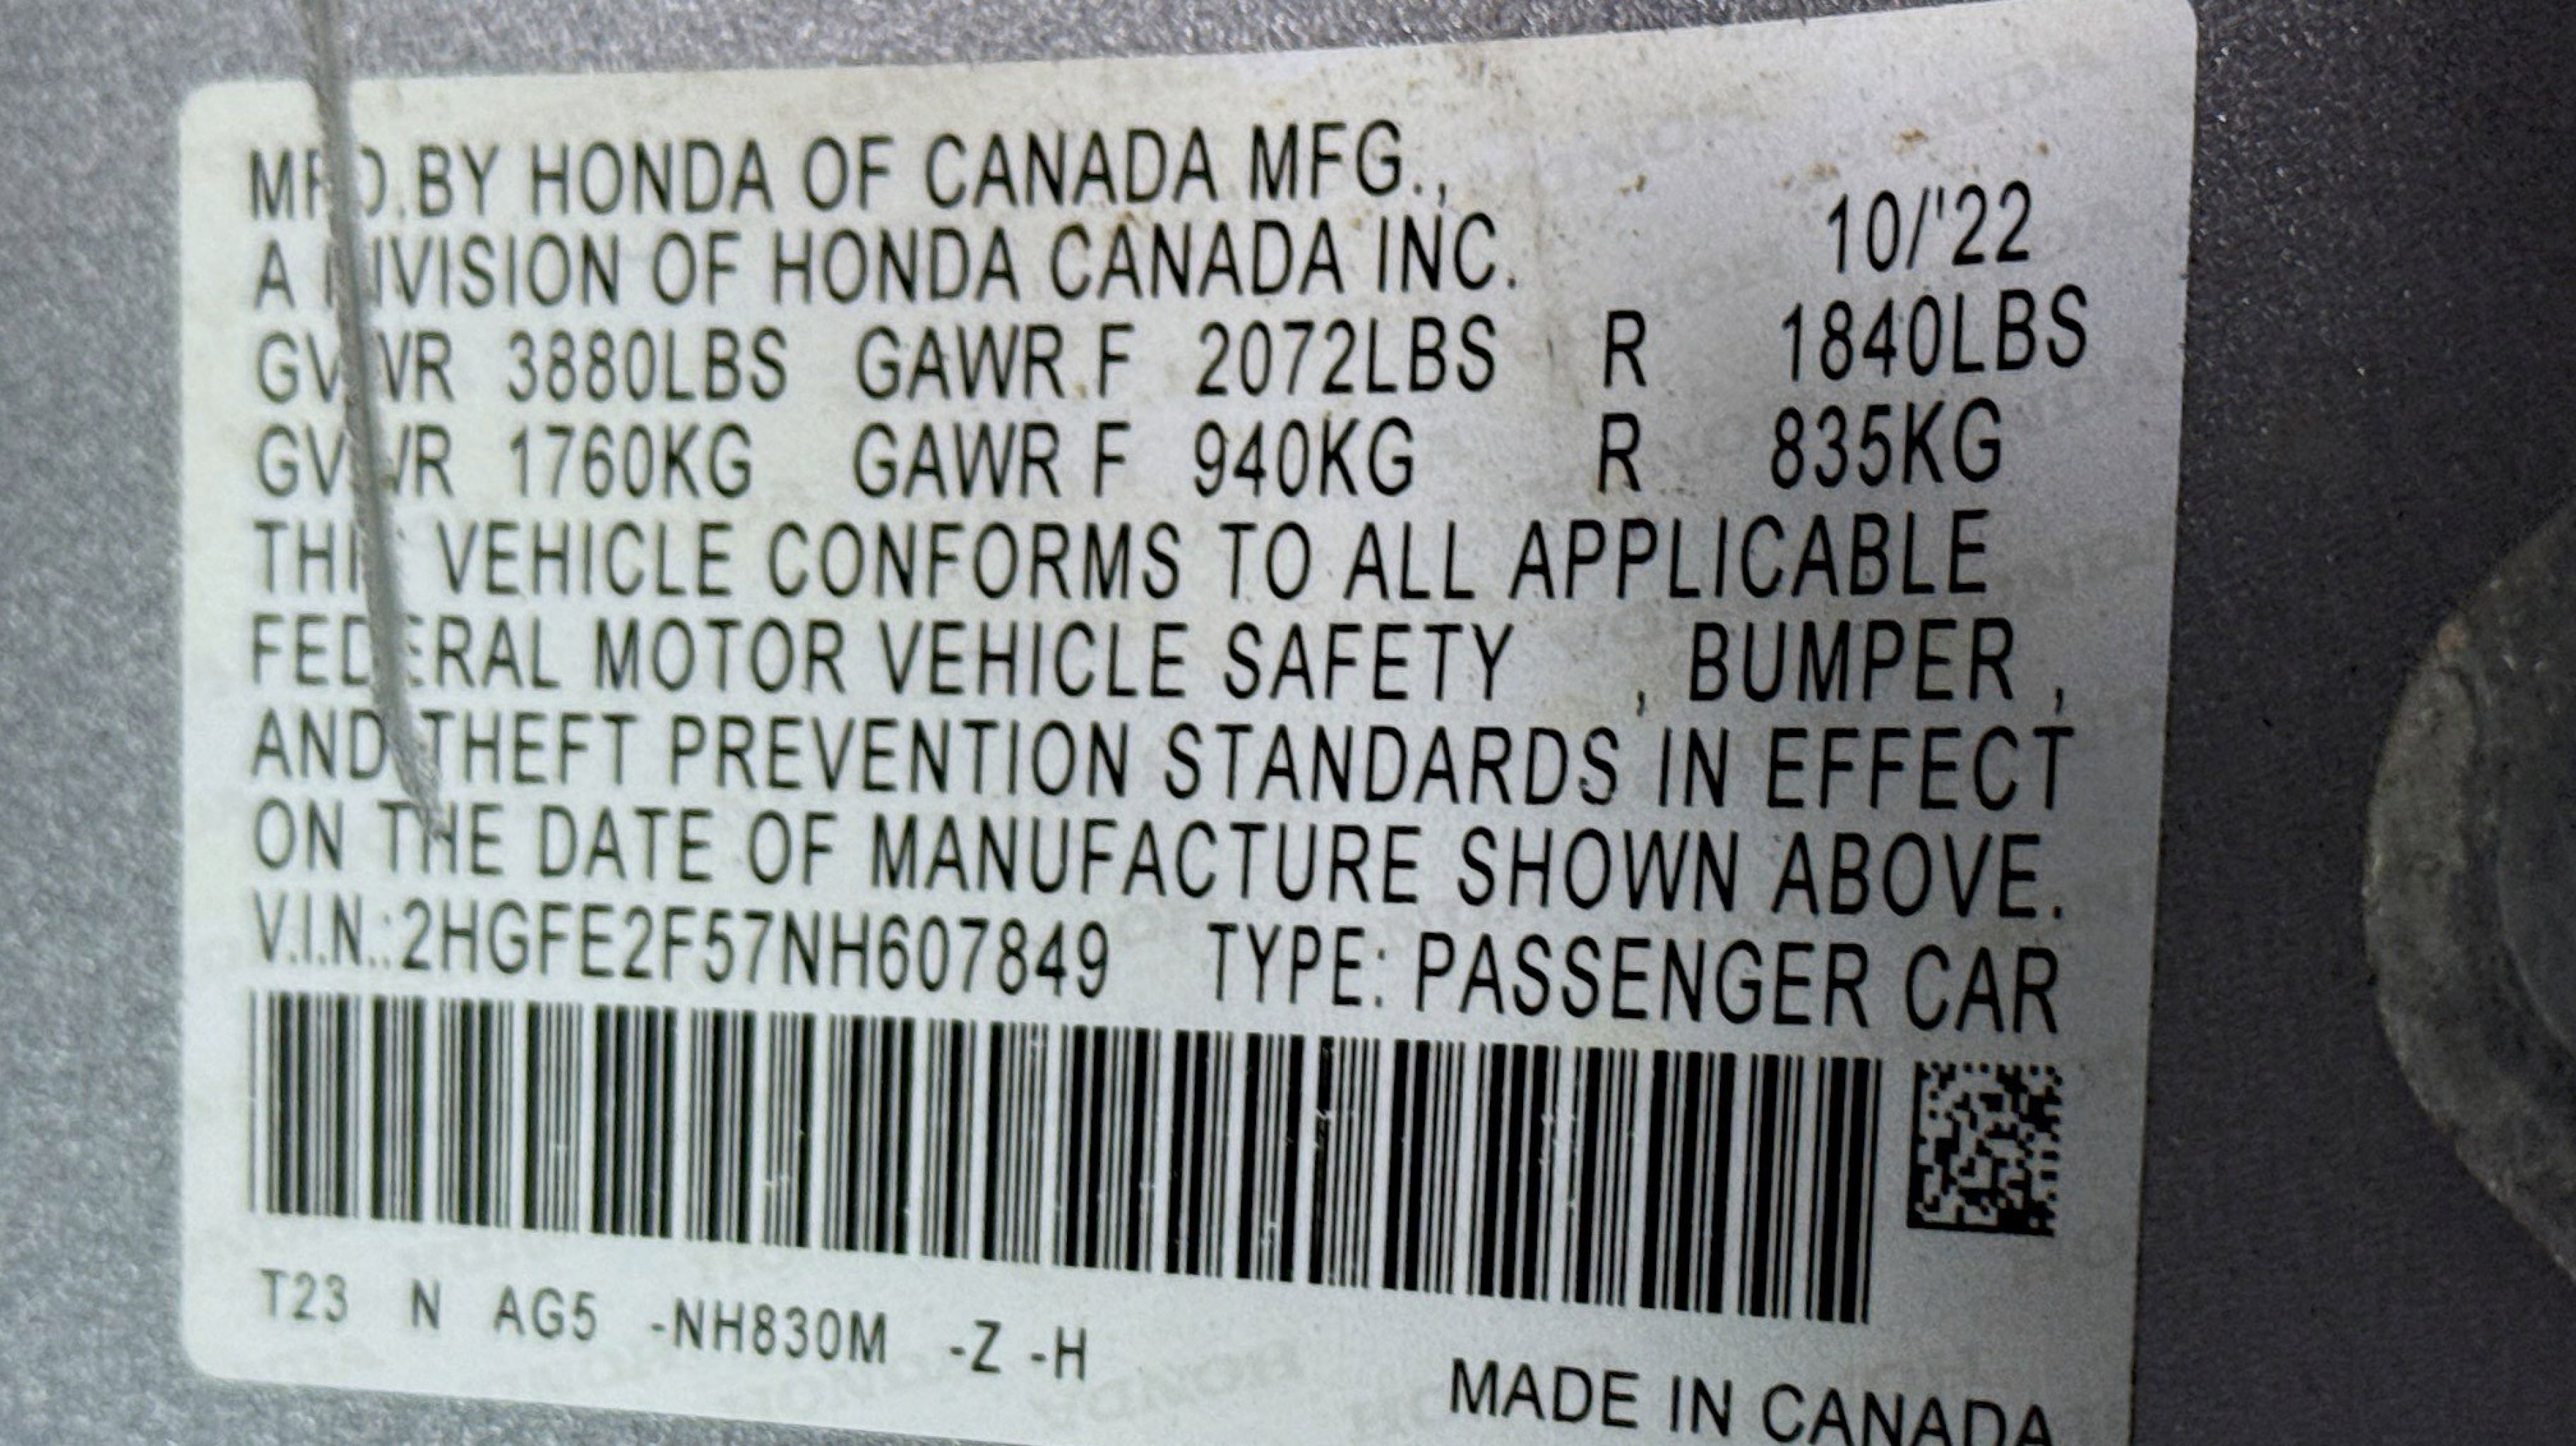 MFD.BY HONDA OF CANADA MFG.,
A DIVISION OF HONDA CANADA INC. 10/'22
GVWR 3880LBS GAWR F 2072LBS R 1840LBS
GVWR 1760KG GAWR F 940KG R 835KG
THIS VEHICLE CONFORMS TO ALL APPLICABLE
FEDERAL MOTOR VEHICLE SAFETY , BUMPER ,
AND THEFT PREVENTION STANDARDS IN EFFECT
ON THE DATE OF MANUFACTURE SHOWN ABOVE.
V.I.N.:2HGFE2F57NH607849 TYPE: PASSENGER CAR
T23 N AG5 -NH830M -Z -H
MADE IN CANADA